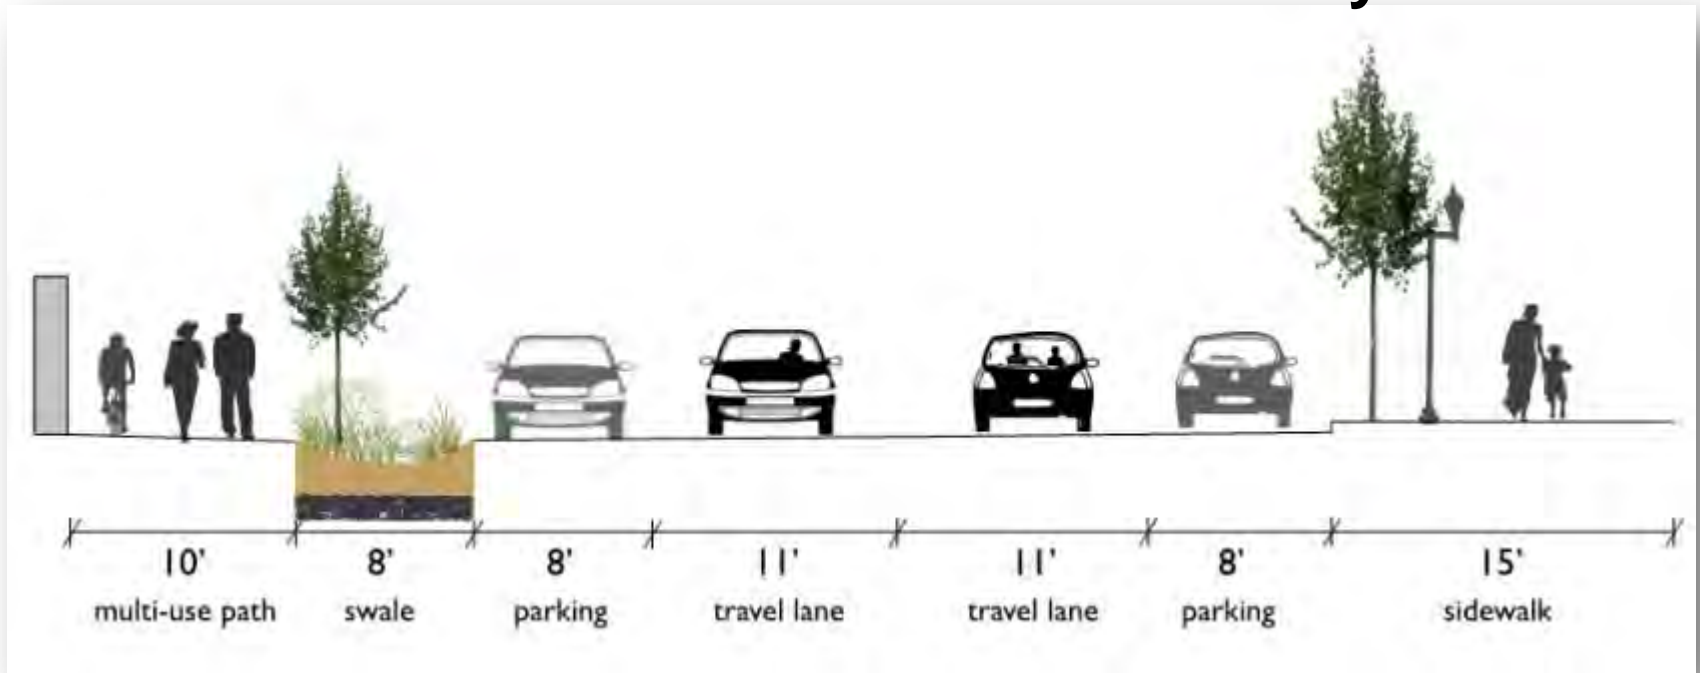 10' 8' 8' 11' 11' 8' 15'
multi-use path swale parking travel lane travel lane parking sidewalk